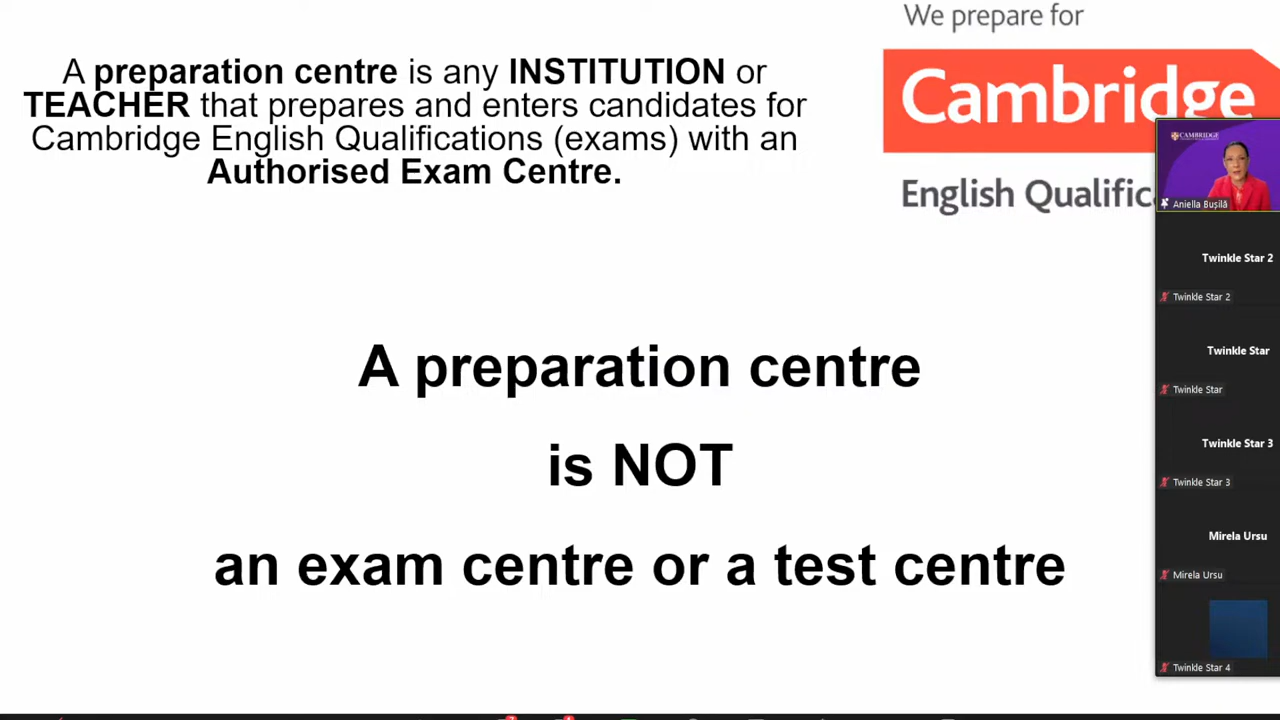 We prepare for
A preparation centre is any INSTITUTION or
TEACHER that prepares and enters candidates for
Cambridge English Qualifications (exams) with an
Authorised Exam Centre.
Cambridge
English Qualific
CAMBRIDGE
Aniella Bușilă
Twinkle Star 2
Twinkle Star 2
Twinkle Star
Twinkle Star
Twinkle Star 3
Twinkle Star 3
Mirela Ursu
Mirela Ursu
Twinkle Star 4
A preparation centre
is NOT
an exam centre or a test centre